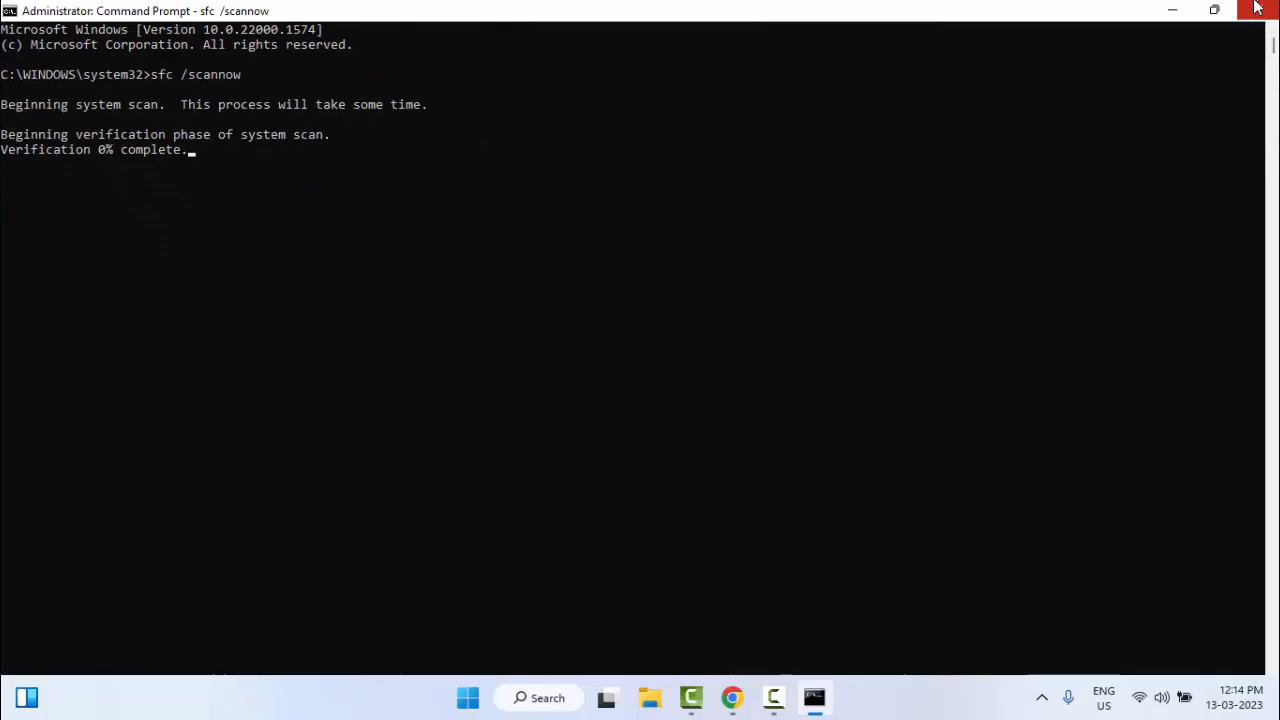 Administrator: Command Prompt - sfc /scannow
Microsoft Windows [Version 10.0.22000.1574]
(c) Microsoft Corporation. All rights reserved.
C:\WINDOWS\system32>sfc /scannow
Beginning system scan.  This process will take some time.
Beginning verification phase of system scan.
Verification 0% complete.
Search
ENG
US
12:14 PM
13-03-2023